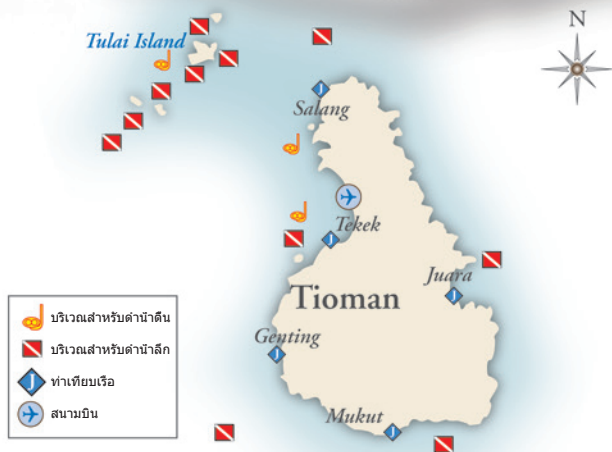 N
Tulai Island
Salang
Tekek
Juara
Tioman
Genting
Mukut
บริเวณสำหรับดำน้ำตื้น
บริเวณสำหรับดำน้ำลึก
ท่าเทียบเรือ
สนามบิน
J
J
J
J
J
J